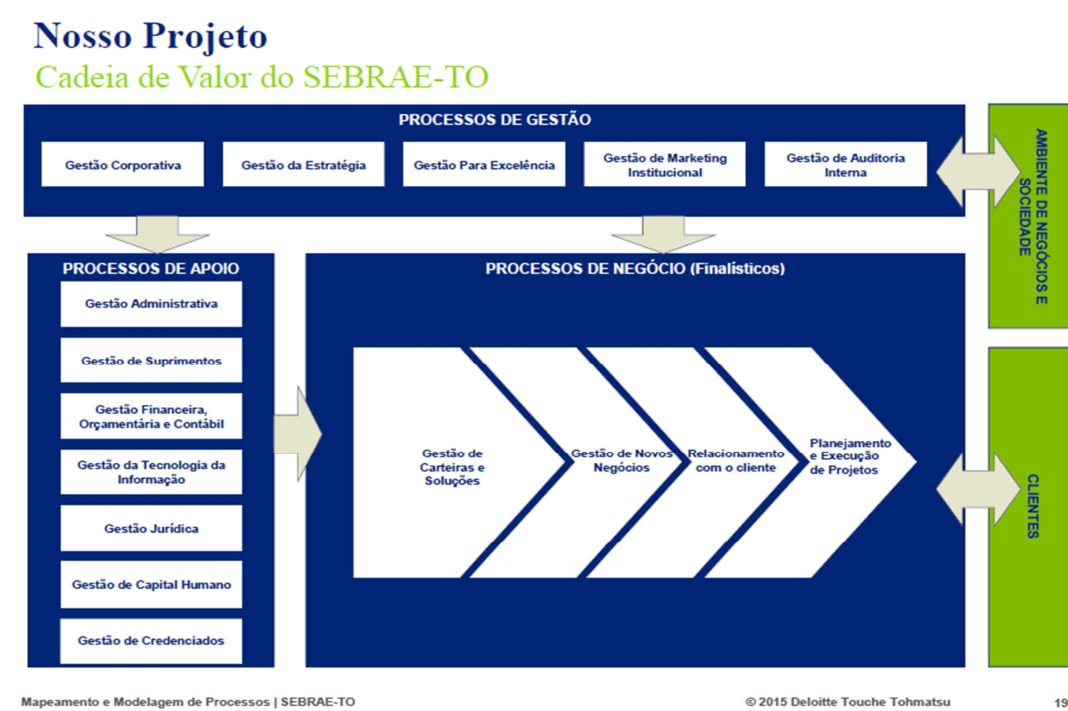 Nosso Projeto
Cadeia de Valor do SEBRAE-TO
PROCESSOS DE GESTÃO
Gestão Corporativa
Gestão da Estratégia
Gestão Para Excelência
Gestão de Marketing
Institucional
Gestão de Auditoria
Interna
AMBIENTE DE NEGÓCIOS E
SOCIEDADE
PROCESSOS DE APOIO
Gestão Administrativa
Gestão de Suprimentos
Gestão Financeira,
Orçamentária e Contábil
Gestão da Tecnologia da
Informação
Gestão Jurídica
Gestão de Capital Humano
Gestão de Credenciados
PROCESSOS DE NEGÓCIO (Finalísticos)
Gestão de
Carteiras e
Soluções
Gestão de Novos
Negócios
Relacionamento
com o cliente
Planejamento
e Execução
de Projetos
CLIENTES
Mapeamento e Modelagem de Processos | SEBRAE-TO
© 2015 Deloitte Touche Tohmatsu
19